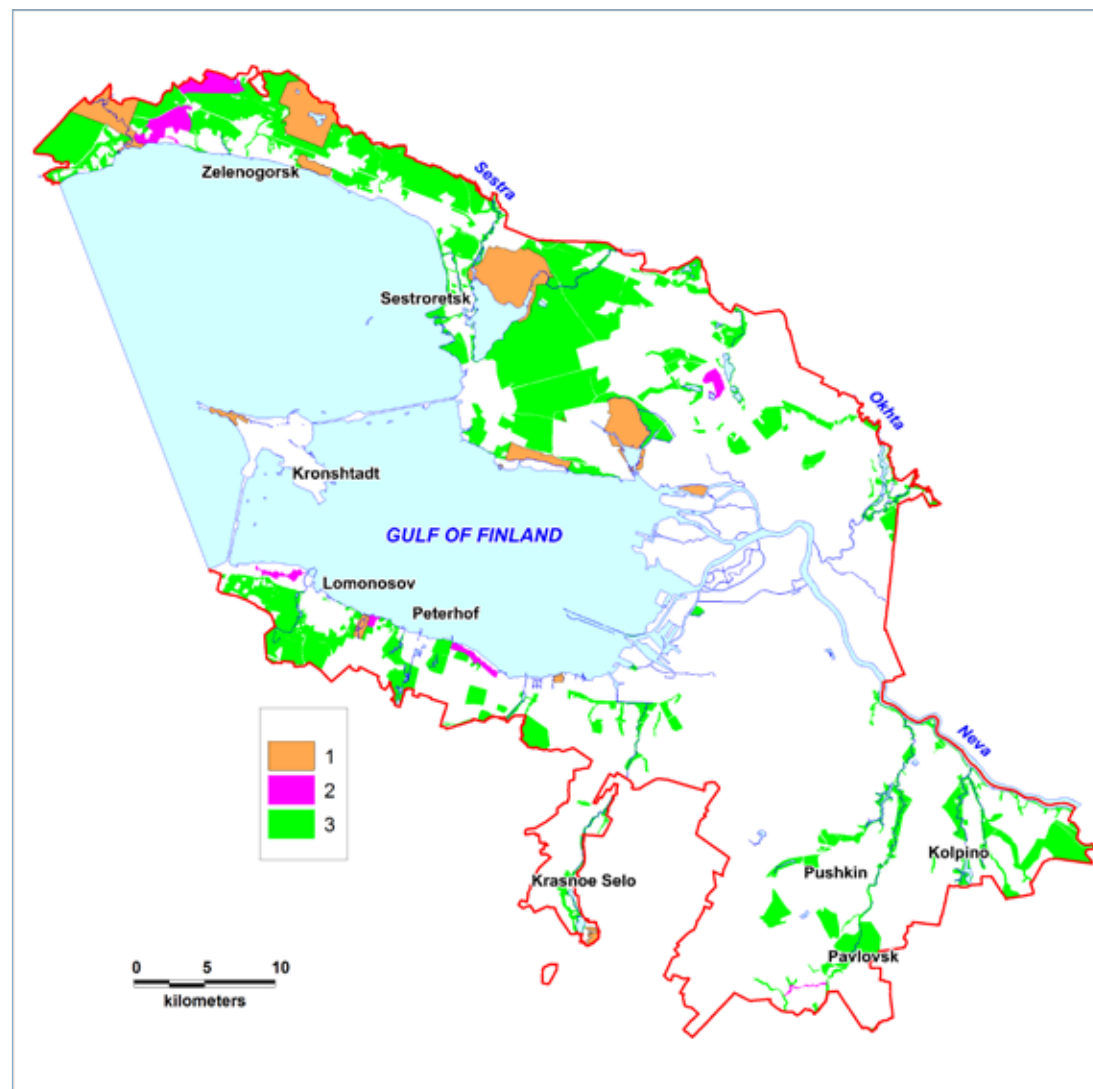 Zelenogorsk
Sestra
Sestroretsk
Okhta
Kronshtadt
GULF OF FINLAND
Lomonosov
Peterhof
1
2
3
Neva
Kolpino
Pushkin
Krasnoe Selo
Pavlovsk
0 5 10
kilometers